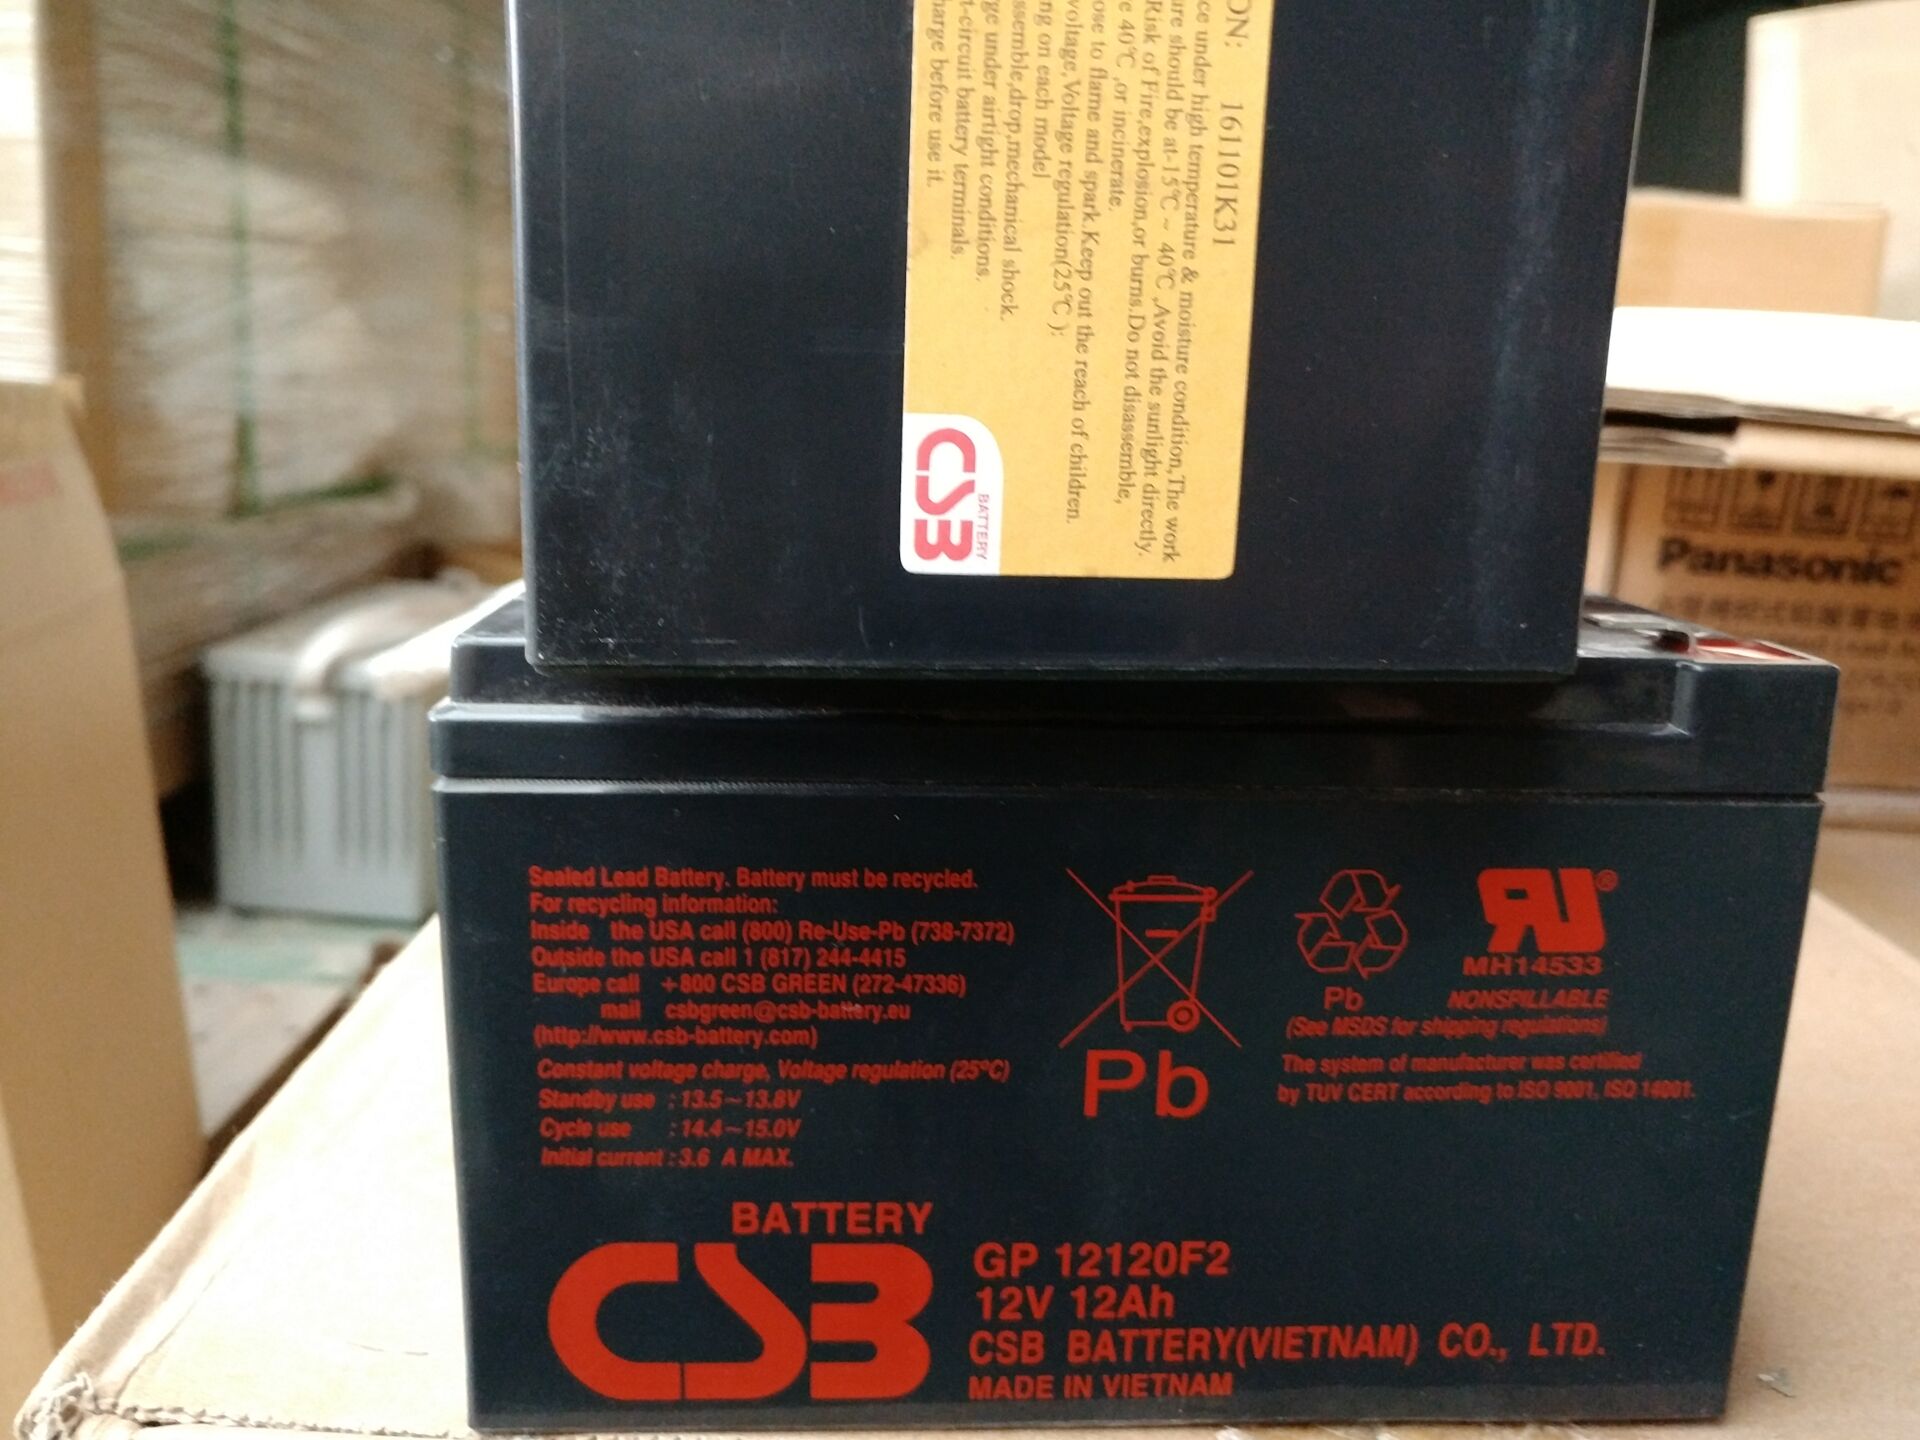 ON: 161101K31
ce under high temperature & moisture condition,The work
ure should be at-15℃~ 40℃,Avoid the sunlight directly.
Risk of Fire,explosion,or burns.Do not disassemble,
e 40℃,or incinerate.
ose to flame and spark.Keep out the reach of children.
voltage,Voltage regulation(25℃):
ng on each model
ssemble,drop,mechanical shock.
ge under airtight conditions.
t-circuit battery terminals.
harge before use it.
BATTERY
CSB
Panasonic
Sealed Lead Battery. Battery must be recycled.
For recycling information:
Inside the USA call (800) Re-Use-Pb (738-7372)
Outside the USA call 1 (817) 244-4415
Europe call +800 CSB GREEN (272-47336)
mail csbgreen@csb-battery.eu
(http://www.csb-battery.com)
Constant voltage charge, Voltage regulation (25°C)
Standby use : 13.5~13.8V
Cycle use : 14.4~15.0V
Initial current : 3.6 A MAX.
Pb
Pb
RU®
MH14533
NONSPILLABLE
(See MSDS for shipping regulations)
The system of manufacturer was certified
by TUV CERT according to ISO 9001, ISO 14001.
BATTERY
CSB
GP 12120F2
12V 12Ah
CSB BATTERY(VIETNAM) CO., LTD.
MADE IN VIETNAM